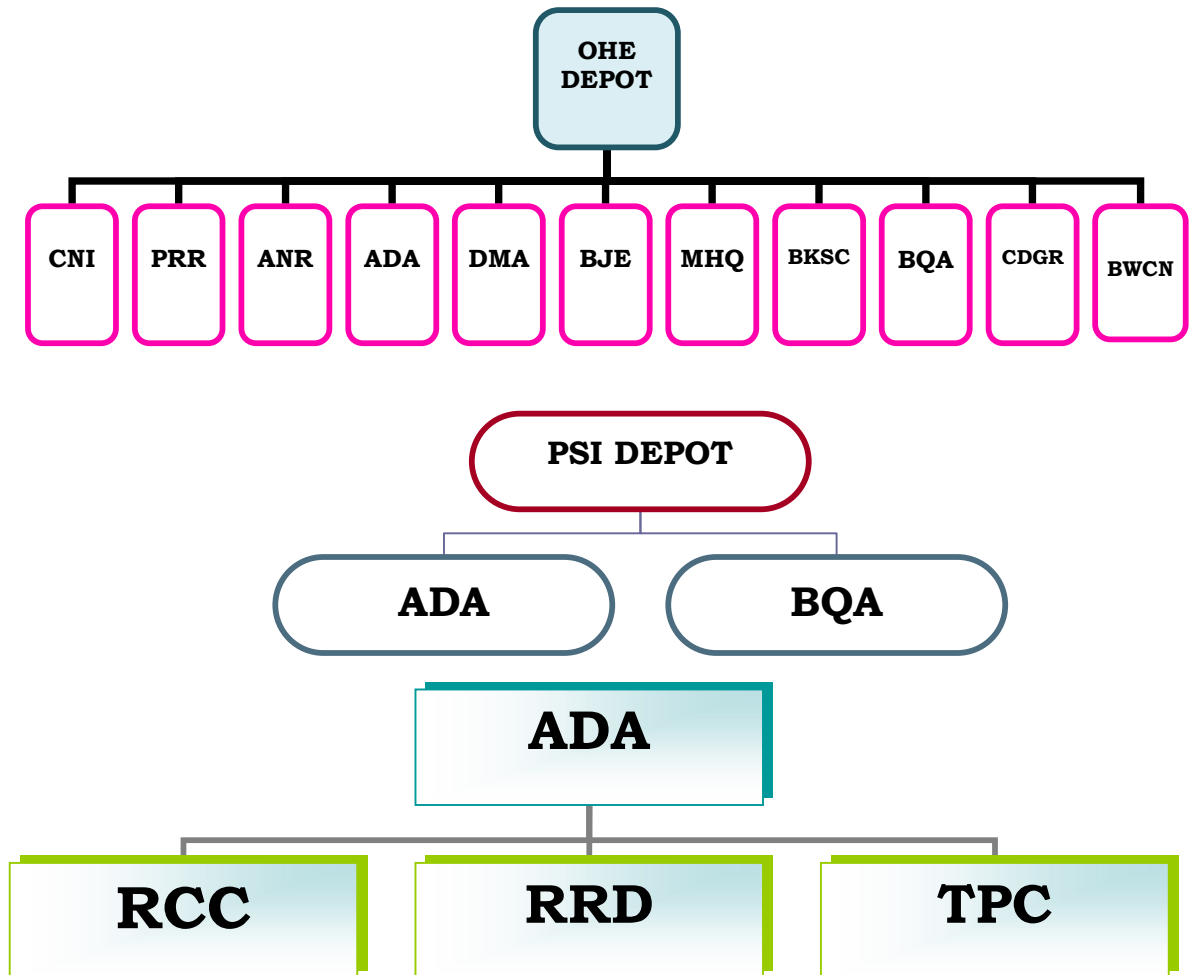 OHE
DEPOT
CNI PRR ANR ADA DMA BJE MHQ BKSC BQA CDGR BWCN
PSI DEPOT
ADA BQA
ADA
RCC RRD TPC